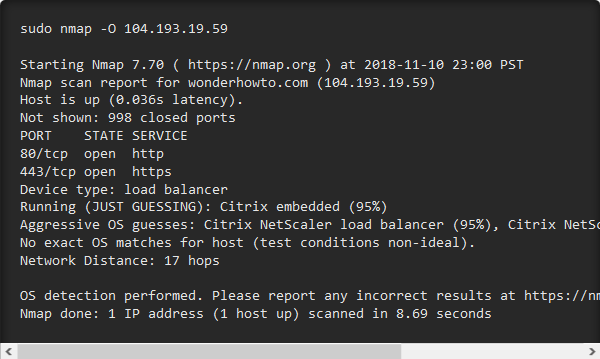 sudo nmap -O 104.193.19.59
Starting Nmap 7.70 ( https://nmap.org ) at 2018-11-10 23:00 PST
Nmap scan report for wonderhowto.com (104.193.19.59)
Host is up (0.036s latency).
Not shown: 998 closed ports
PORT    STATE SERVICE
80/tcp  open  http
443/tcp open  https
Device type: load balancer
Running (JUST GUESSING): Citrix embedded (95%)
Aggressive OS guesses: Citrix NetScaler load balancer (95%), Citrix NetSc
No exact OS matches for host (test conditions non-ideal).
Network Distance: 17 hops
OS detection performed. Please report any incorrect results at https://nm
Nmap done: 1 IP address (1 host up) scanned in 8.69 seconds